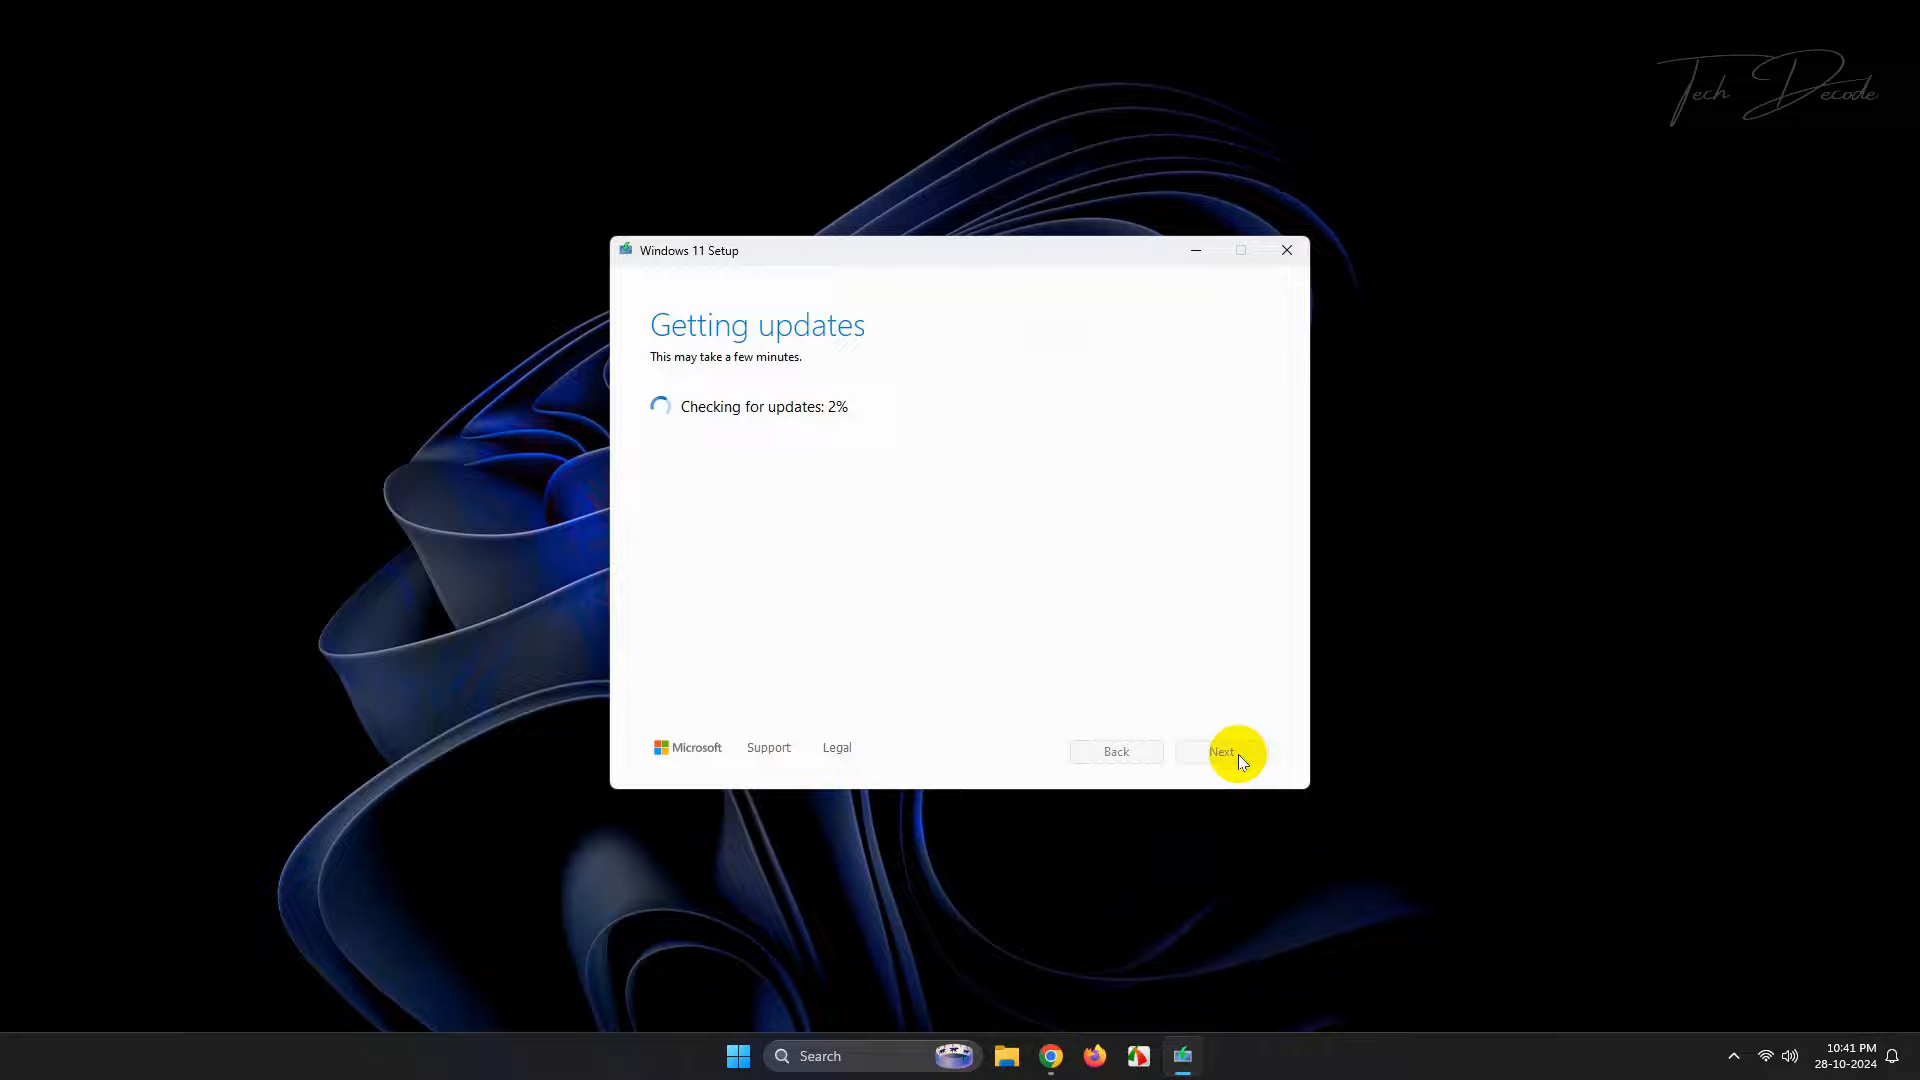 Tech Decode
Windows 11 Setup
Getting updates
This may take a few minutes.
Checking for updates: 2%
Microsoft Support Legal Back Next
Search
10:41 PM
28-10-2024